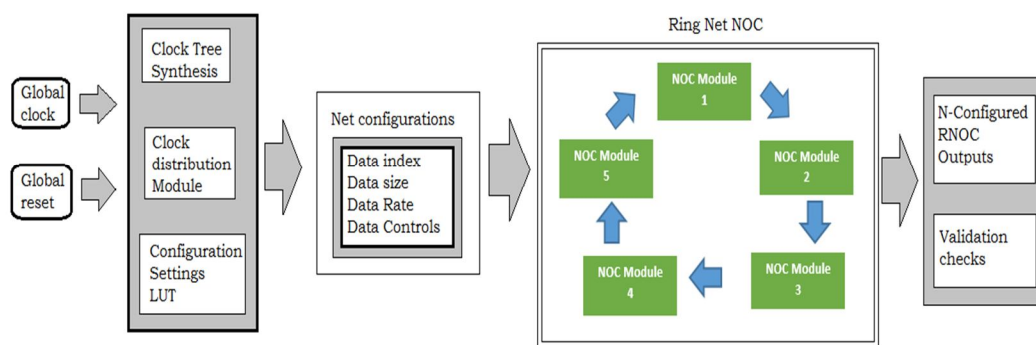 Ring Net NOC
Global
clock
Global
reset
Clock Tree
Synthesis
Clock
distribution
Module
Configuration
Settings
LUT
Net configurations
Data index
Data size
Data Rate
Data Controls
NOC Module
1
NOC Module
2
NOC Module
3
NOC Module
4
NOC Module
5
N-Configured
RNOC
Outputs
Validation
checks